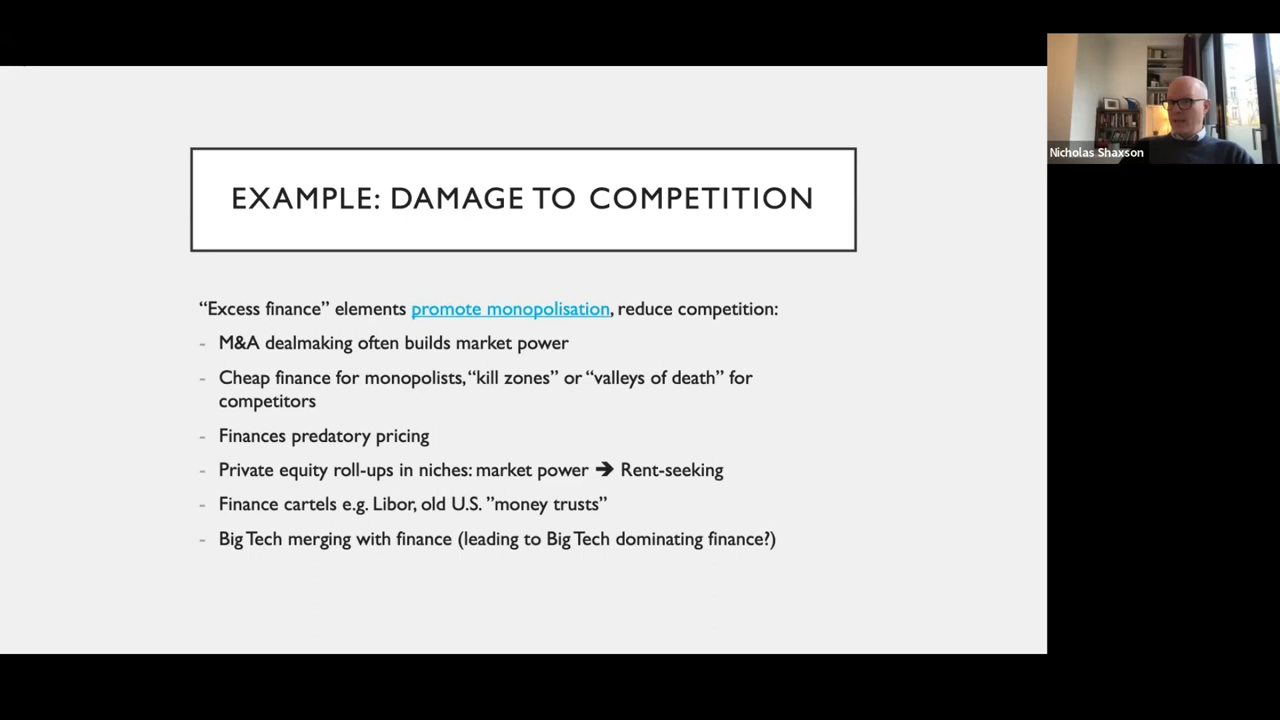 EXAMPLE: DAMAGE TO COMPETITION
“Excess finance” elements promote monopolisation, reduce competition:
- M&A dealmaking often builds market power
- Cheap finance for monopolists, “kill zones” or “valleys of death” for
competitors
- Finances predatory pricing
- Private equity roll-ups in niches: market power ➔ Rent-seeking
- Finance cartels e.g. Libor, old U.S. ”money trusts”
- Big Tech merging with finance (leading to Big Tech dominating finance?)
Nicholas Shaxson